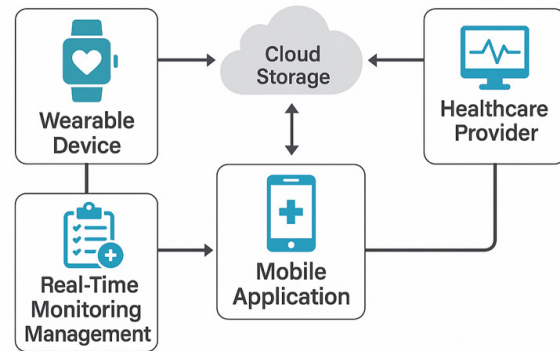 Wearable
Device
Cloud
Storage
Healthcare
Provider
Real-Time
Monitoring
Management
Mobile
Application